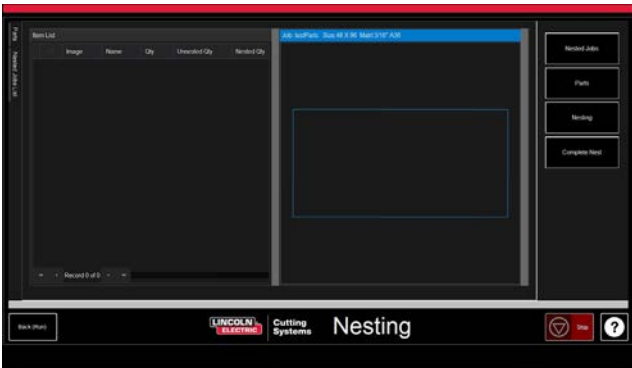 Parts
Nested Jobs List
Item List
Image Name Qty Unnested Qty Nested Qty
Record 0 of 0
Job: testParts Size: 48 X 96 Matrl: 3/16" A36
Nested Jobs
Parts
Nesting
Complete Nest
Back (Run)
LINCOLN
ELECTRIC
Cutting
Systems
Nesting
Stop
?